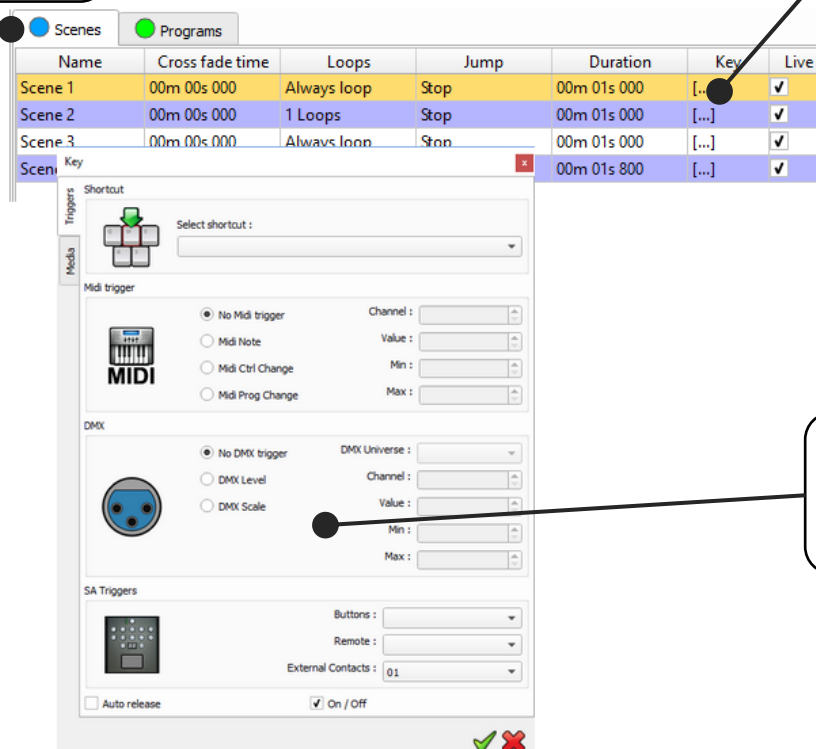 Scenes Programs
Name Cross fade time Loops Jump Duration Key Live
Scene 1 00m 00s 000 Always loop Stop 00m 01s 000 [... 
Scene 2 00m 00s 000 1 Loops Stop 00m 01s 000 [...]
Scene 3 00m 00s 000 Always loop Stop 00m 01s 000 [...]
Scen 00m 01s 800 [...]
Key
Triggers
Media
Shortcut
Select shortcut :
Midi trigger
MIDI
No Midi trigger Channel :
Midi Note Value :
Midi Ctrl Change Min :
Midi Prog Change Max :
DMX
No DMX trigger DMX Universe :
DMX Level Channel :
DMX Scale Value :
Min :
Max :
SA Triggers
Buttons :
Remote :
External Contacts : 01
Auto release On / Off